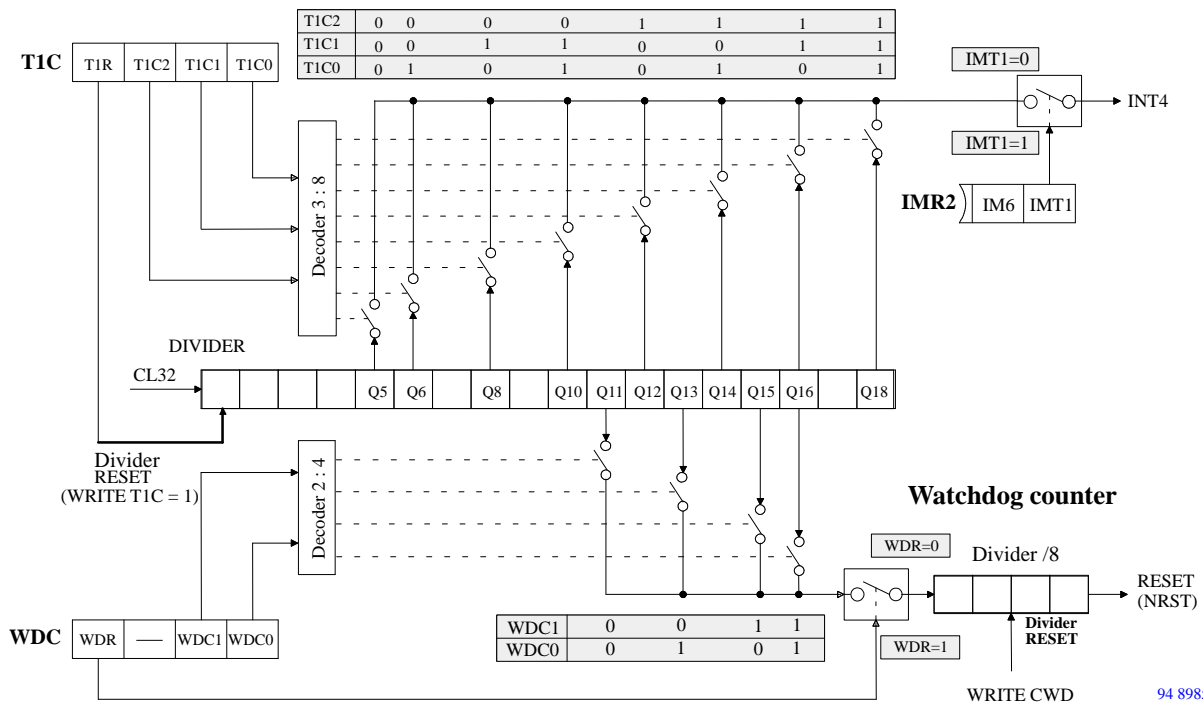 T1C2 0 0 0 0 1 1 1 1
T1C1 0 0 1 1 0 0 1 1
T1C0 0 1 0 1 0 1 0 1
T1C T1R T1C2 T1C1 T1C0
IMT1=0
INT4
IMT1=1
IMR2 IM6 IMT1
Decoder 3 : 8
DIVIDER
CL32
Q5 Q6 Q8 Q10 Q11 Q12 Q13 Q14 Q15 Q16 Q18
Divider
RESET
(WRITE T1C = 1)
Decoder 2 : 4
Watchdog counter
WDR=0
Divider /8
RESET
(NRST)
WDC WDR — WDC1 WDC0
WDC1 0 0 1 1
WDC0 0 1 0 1
Divider
RESET
WDR=1
WRITE CWD